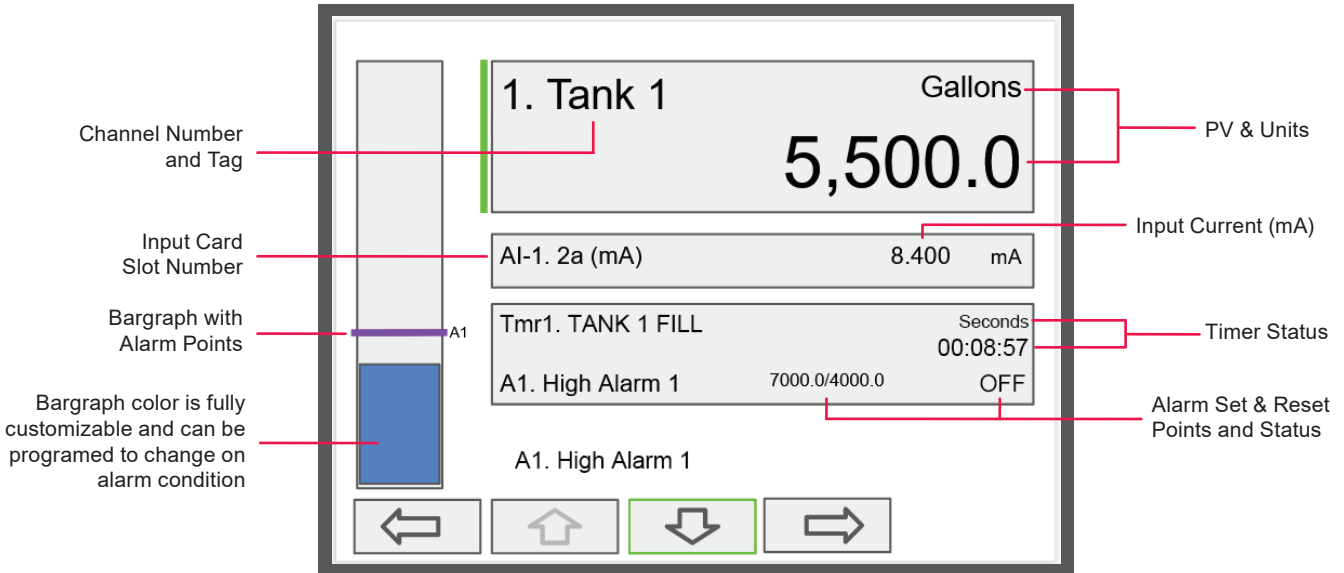 1. Tank 1
Gallons
5,500.0
Channel Number
and Tag
PV & Units
Input Current (mA)
Input Card
Slot Number
AI-1. 2a (mA)
8.400 mA
Bargraph with
Alarm Points
A1
Tmr1. TANK 1 FILL
Seconds
00:08:57
Timer Status
A1. High Alarm 1
7000.0/4000.0
OFF
Alarm Set & Reset
Points and Status
Bargraph color is fully
customizable and can be
programed to change on
alarm condition
A1. High Alarm 1